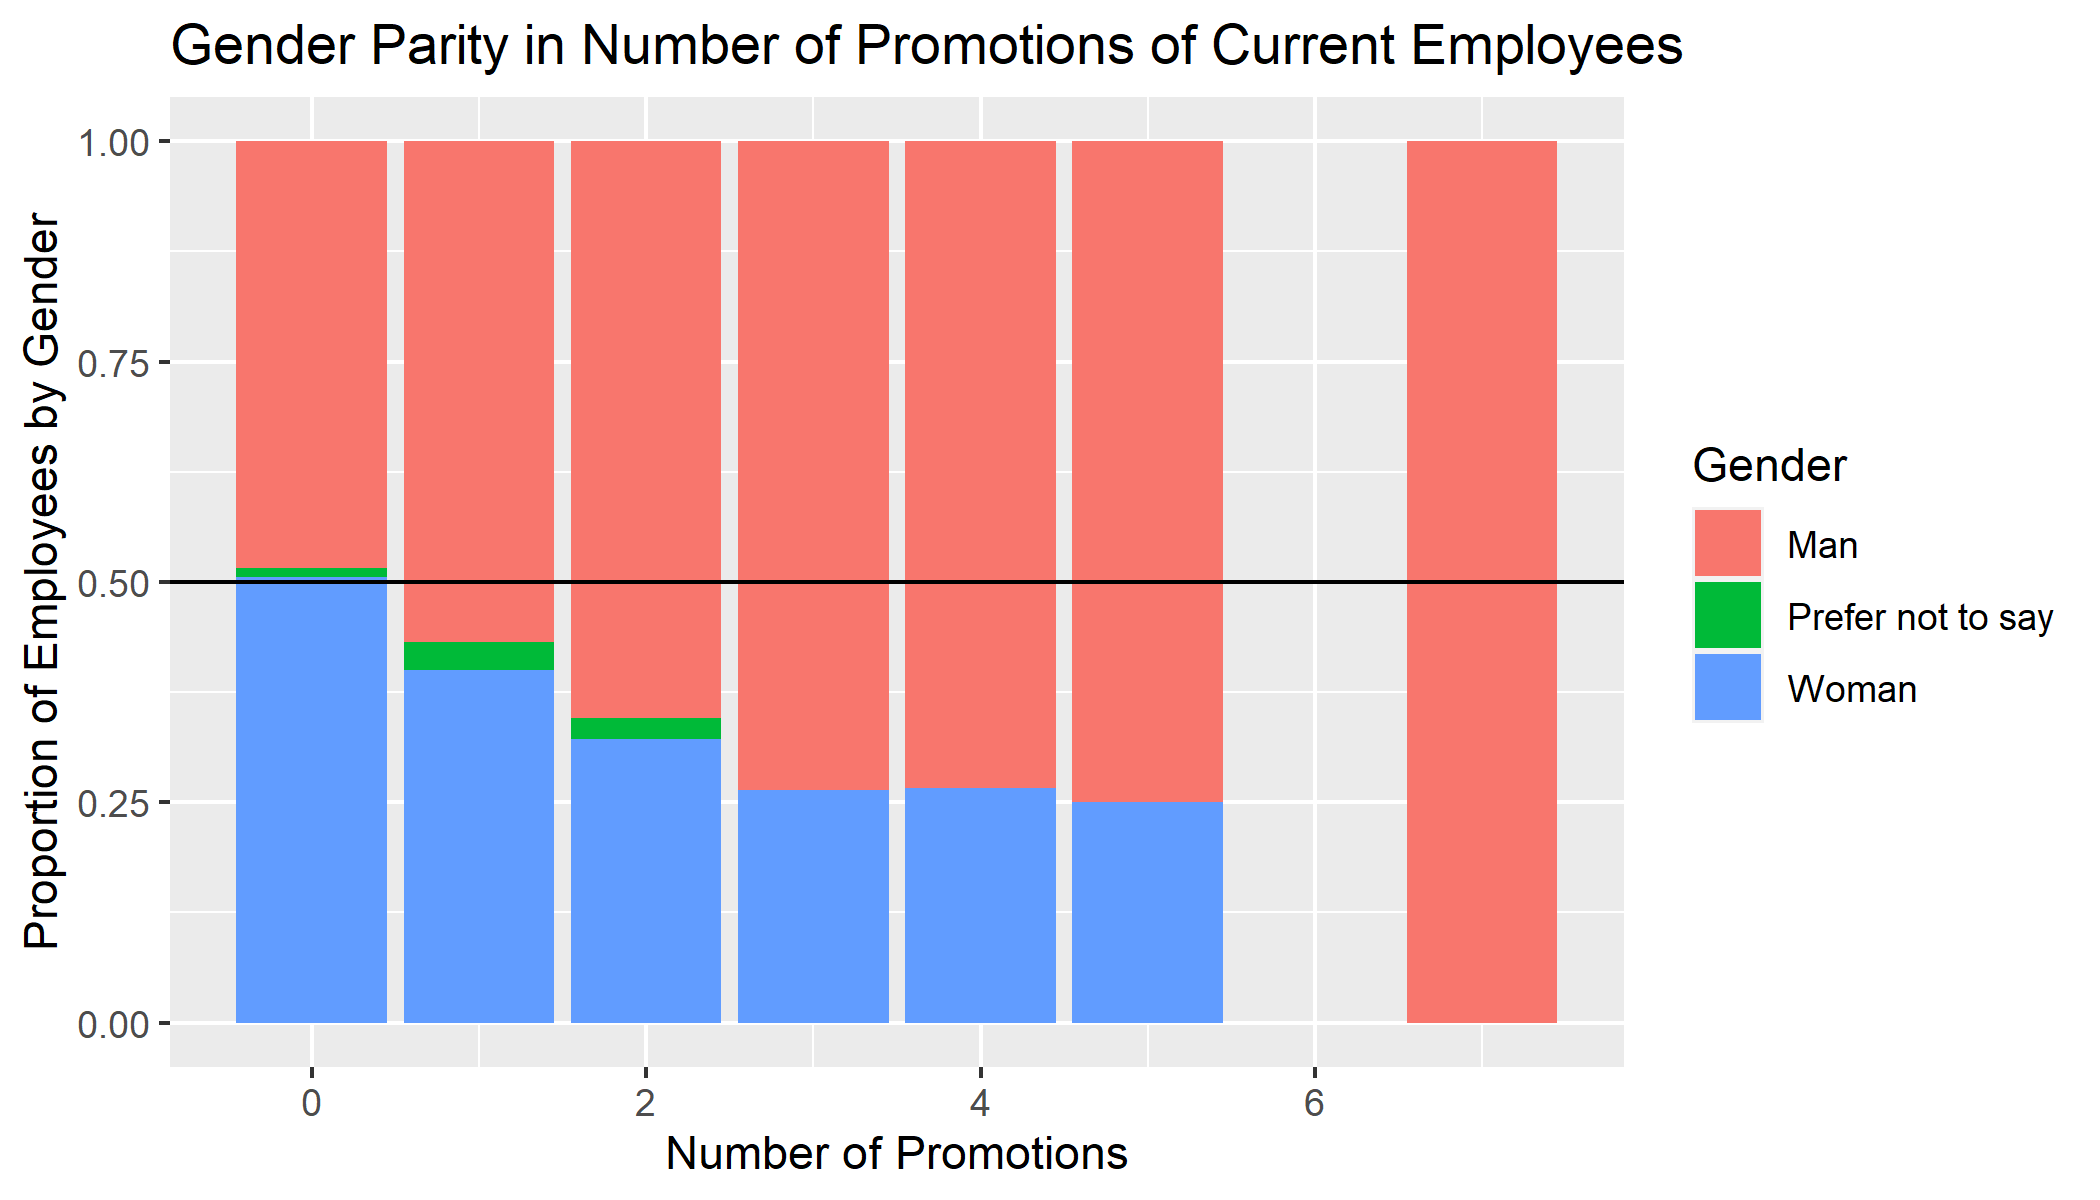 Gender Parity in Number of Promotions of Current Employees
Proportion of Employees by Gender
1.00
0.75
0.50
0.25
0.00
0
2
4
6
Number of Promotions
Gender
Man
Prefer not to say
Woman